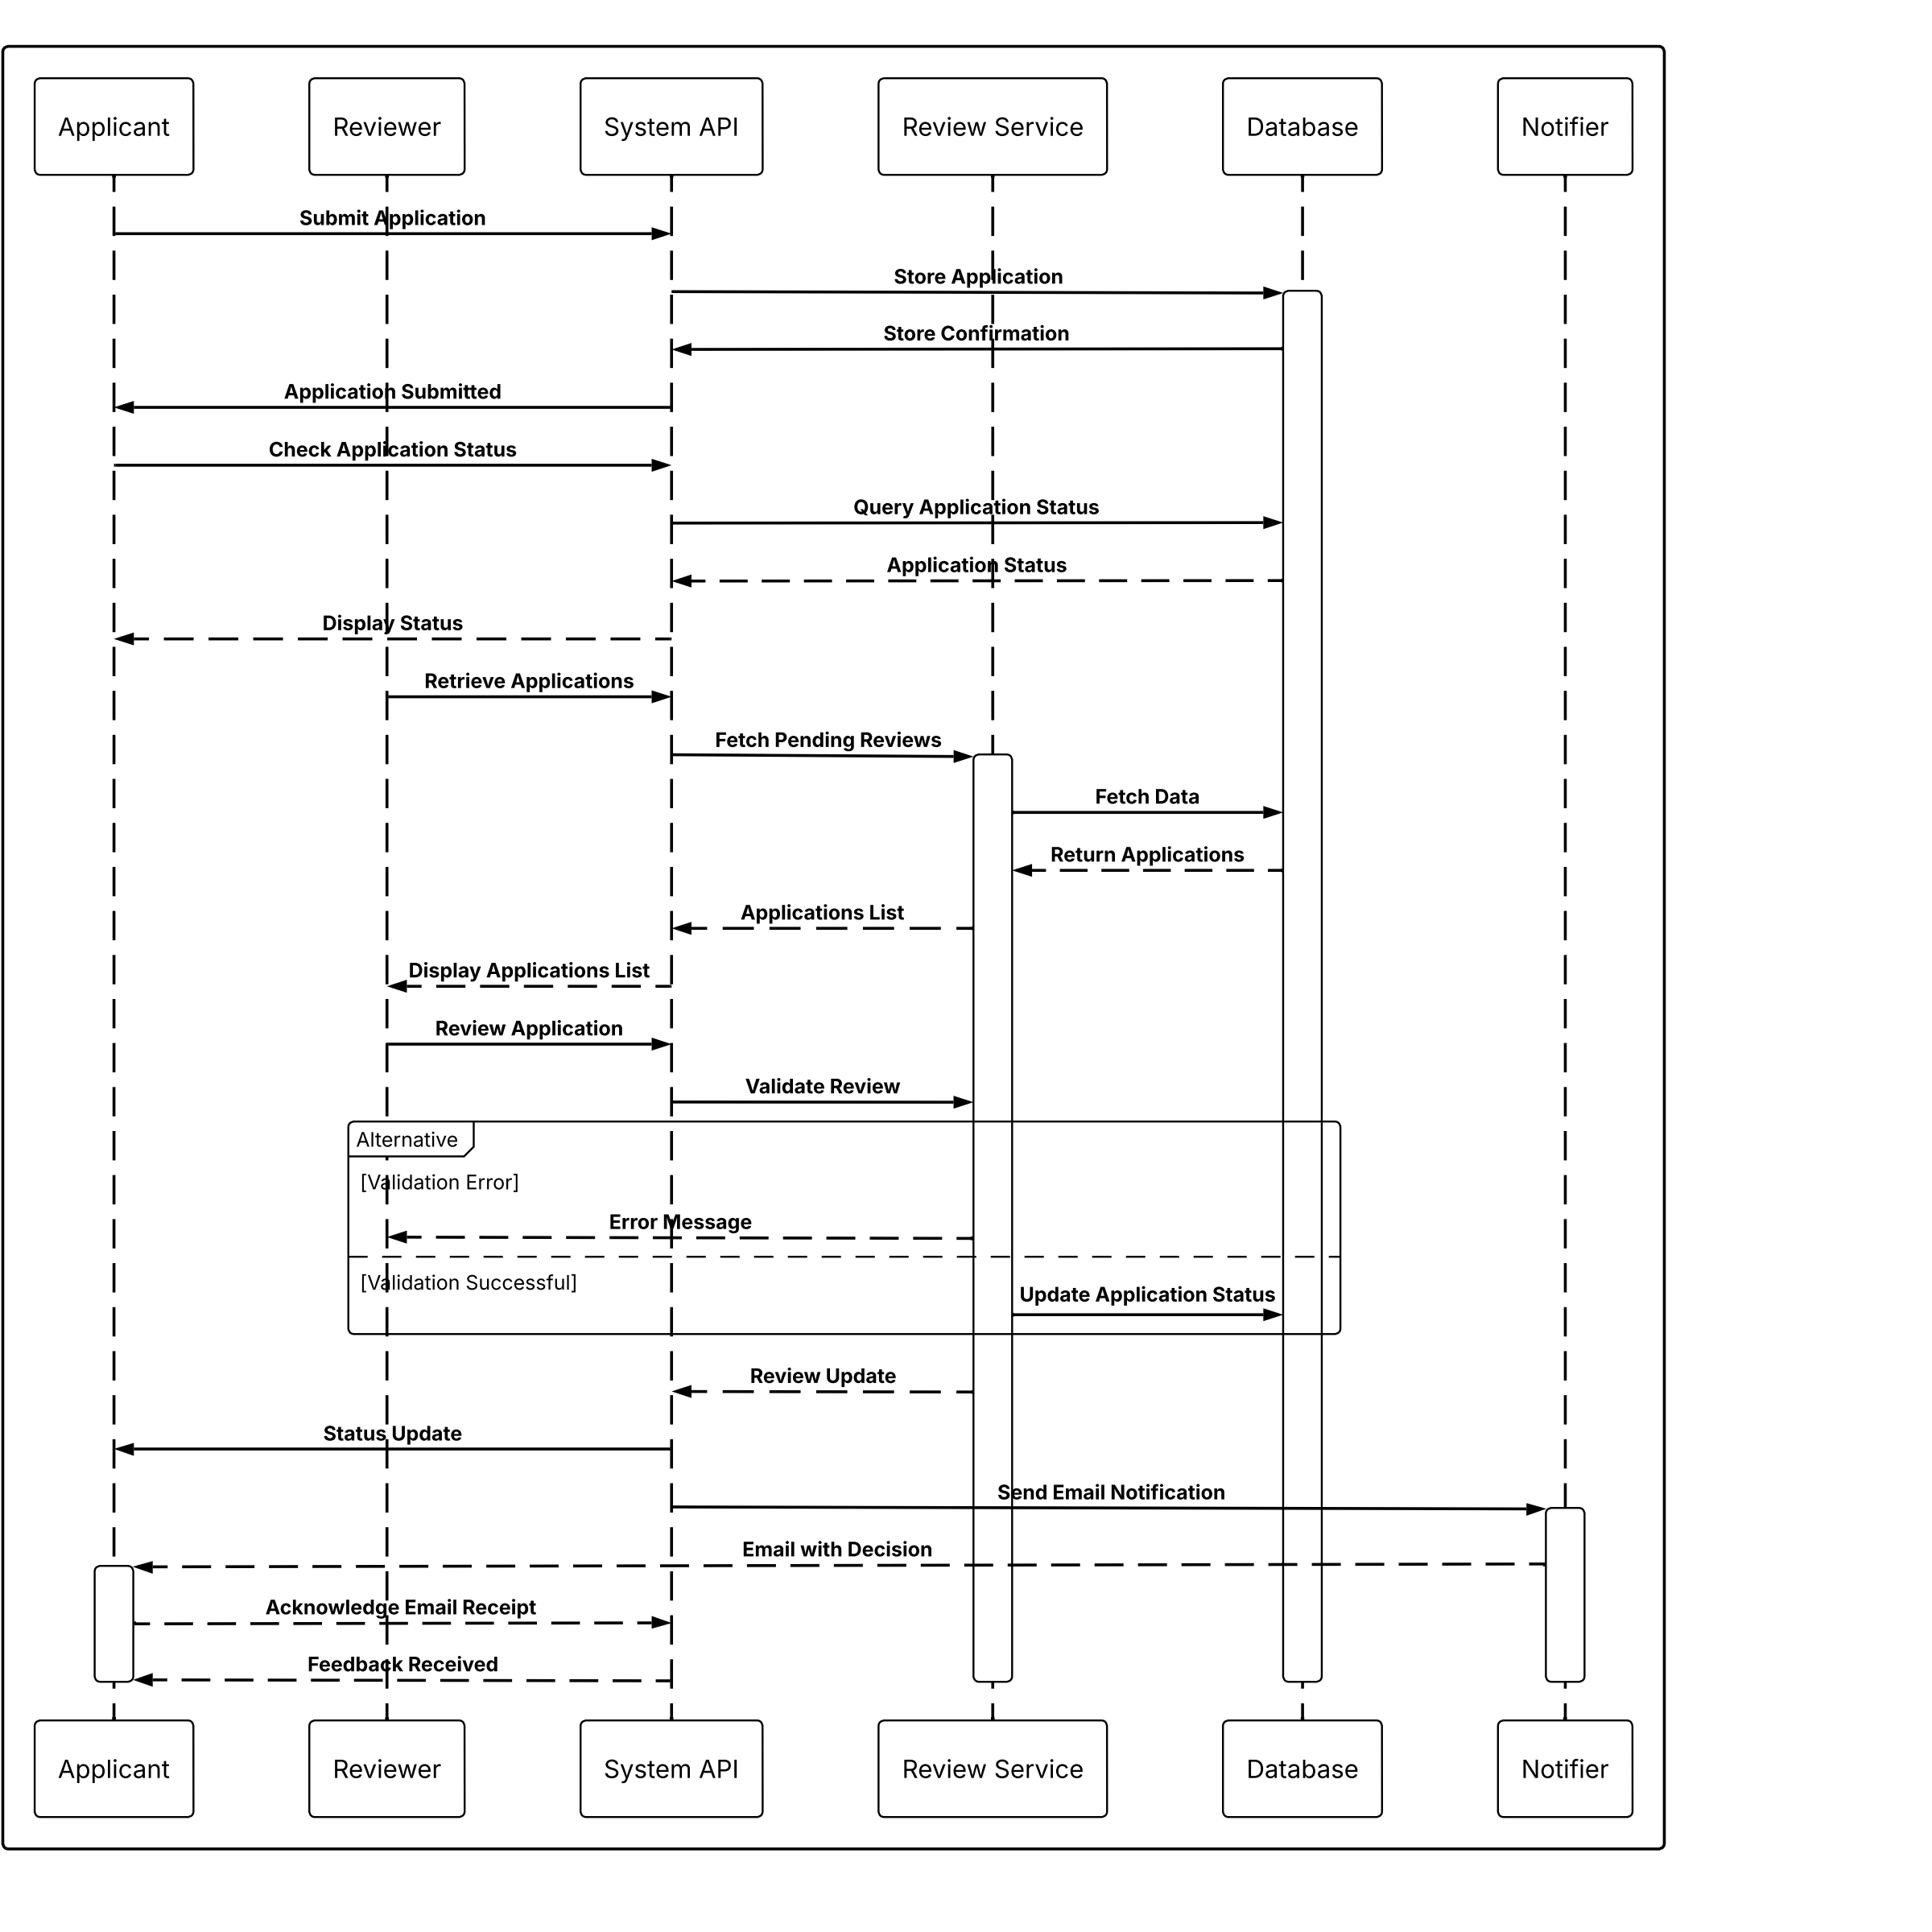 Applicant
Reviewer
System API
Review Service
Database
Notifier
Submit Application
Store Application
Store Confirmation
Application Submitted
Check Application Status
Query Application Status
Application Status
Display Status
Retrieve Applications
Fetch Pending Reviews
Fetch Data
Return Applications
Applications List
Display Applications List
Review Application
Validate Review
Alternative
[Validation Error]
Error Message
[Validation Successful]
Update Application Status
Review Update
Status Update
Send Email Notification
Email with Decision
Acknowledge Email Receipt
Feedback Received
Applicant
Reviewer
System API
Review Service
Database
Notifier